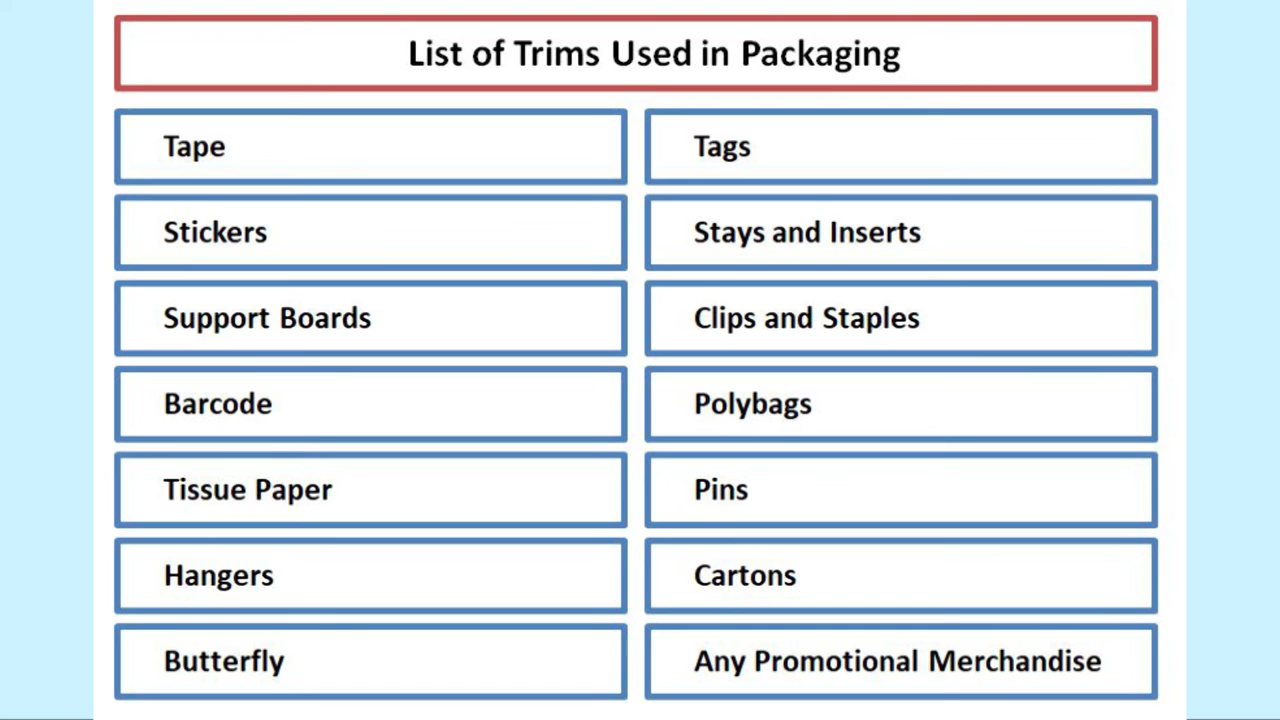 List of Trims Used in Packaging
Tape
Tags
Stickers
Stays and Inserts
Support Boards
Clips and Staples
Barcode
Polybags
Tissue Paper
Pins
Hangers
Cartons
Butterfly
Any Promotional Merchandise